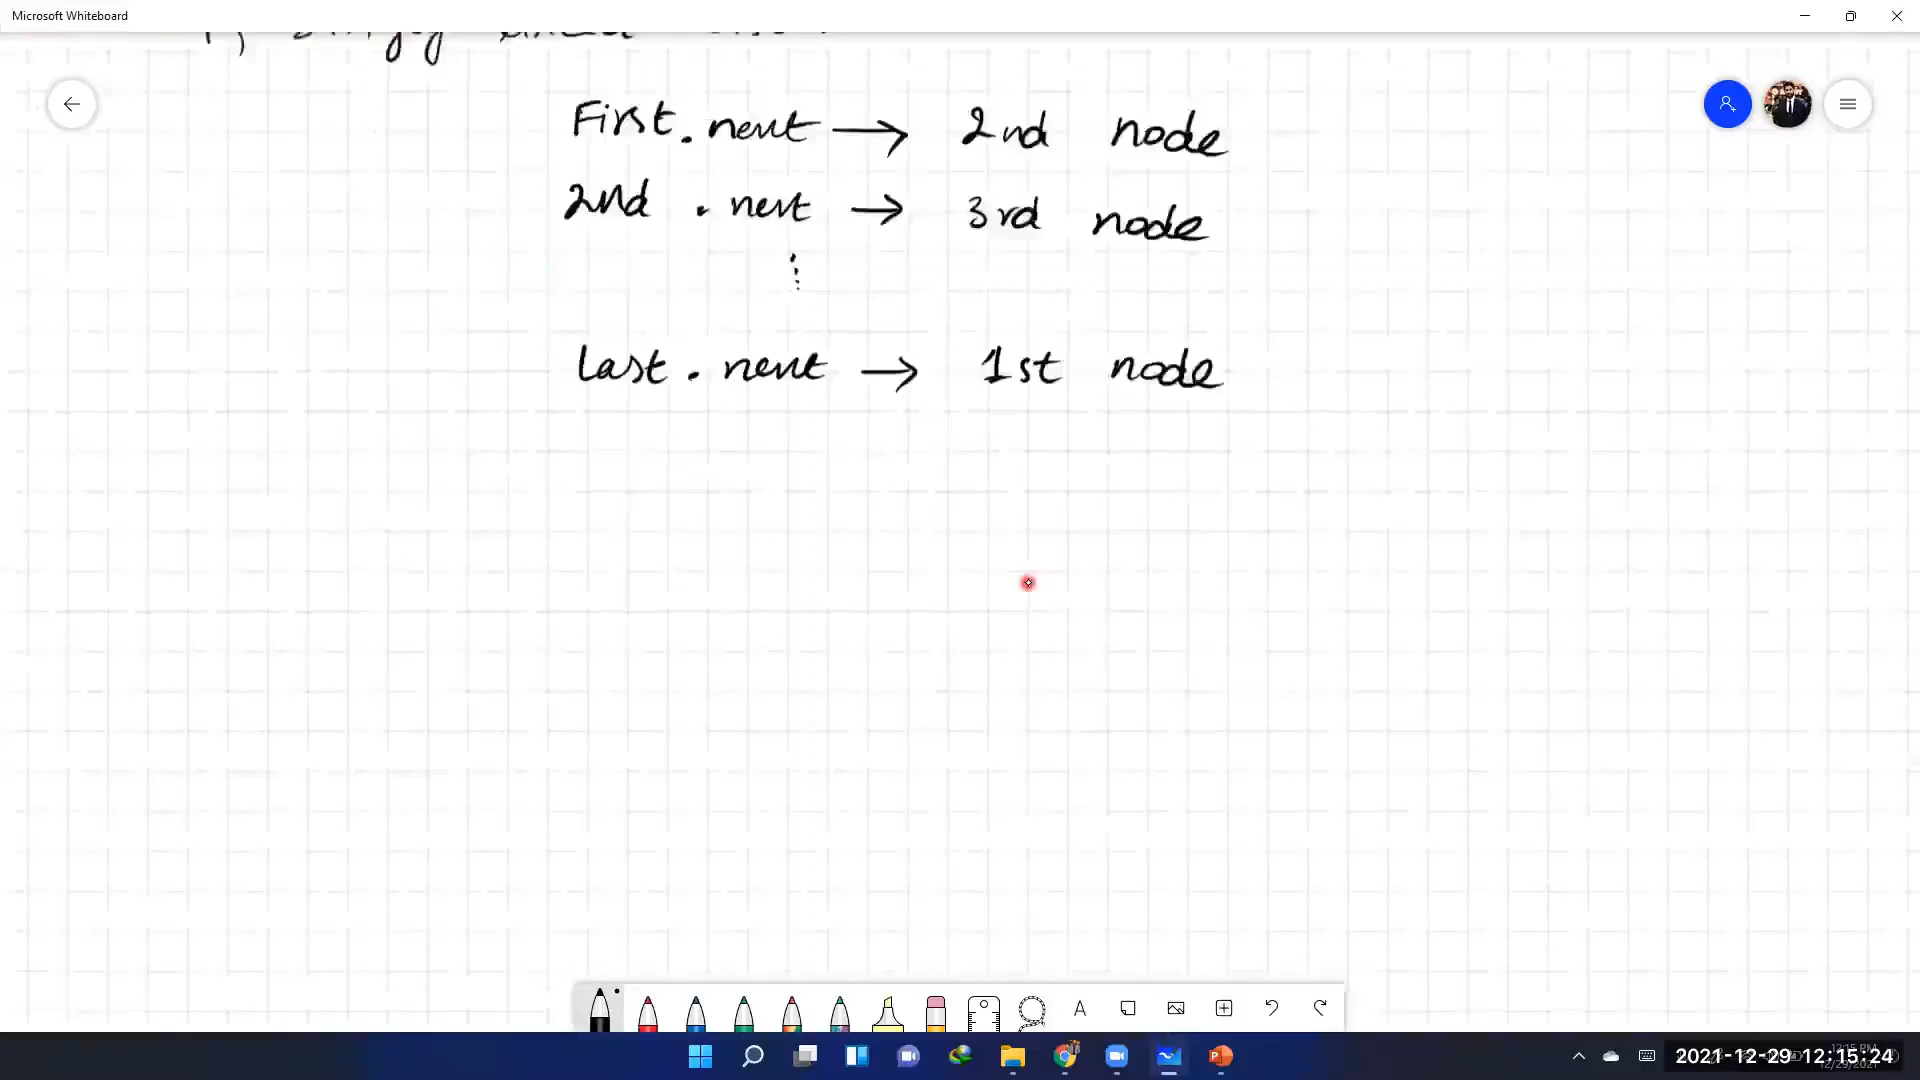 Microsoft Whiteboard
First.next → 2nd node
2nd . next → 3rd node
⋮
last . next → 1st node
A
2021-12-29 12:15:24